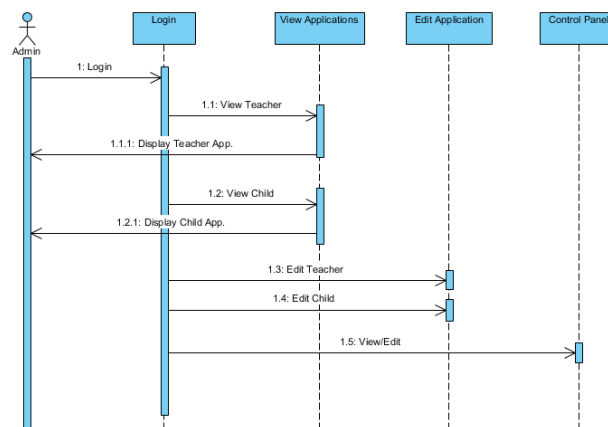 Login
View Applications
Edit Application
Control Panel
Admin
1: Login
1.1: View Teacher
1.1.1: Display Teacher App.
1.2: View Child
1.2.1: Display Child App.
1.3: Edit Teacher
1.4: Edit Child
1.5: View/Edit